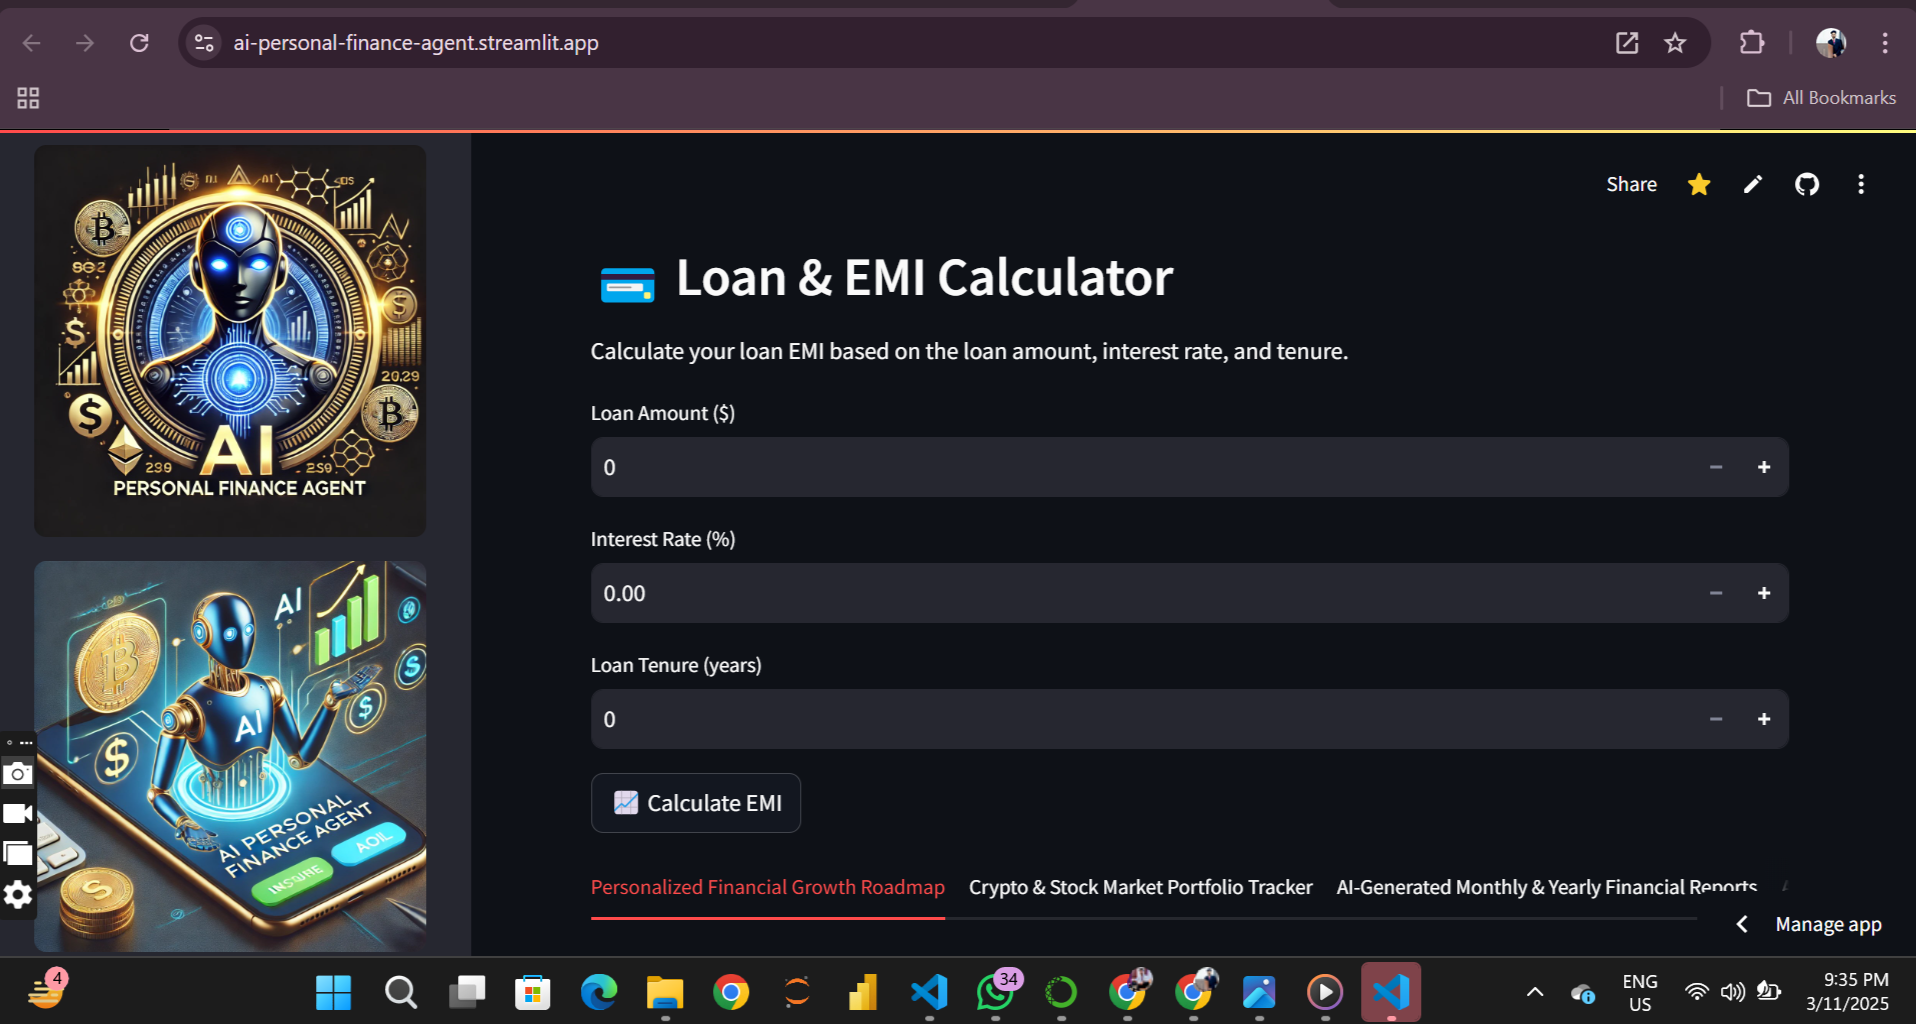 ai-personal-finance-agent.streamlit.app
All Bookmarks
20.29
239
AI
PERSONAL FINANCE AGENT
AI
AI
AI PERSONAL
FINANCE AGENT
AOIL
INSQIRE
Share
Loan & EMI Calculator
Calculate your loan EMI based on the loan amount, interest rate, and tenure.
Loan Amount ($)
0
Interest Rate (%)
0.00
Loan Tenure (years)
0
Calculate EMI
Personalized Financial Growth Roadmap Crypto & Stock Market Portfolio Tracker AI-Generated Monthly & Yearly Financial Reports
Manage app
4
34
ENG
US
9:35 PM
3/11/2025